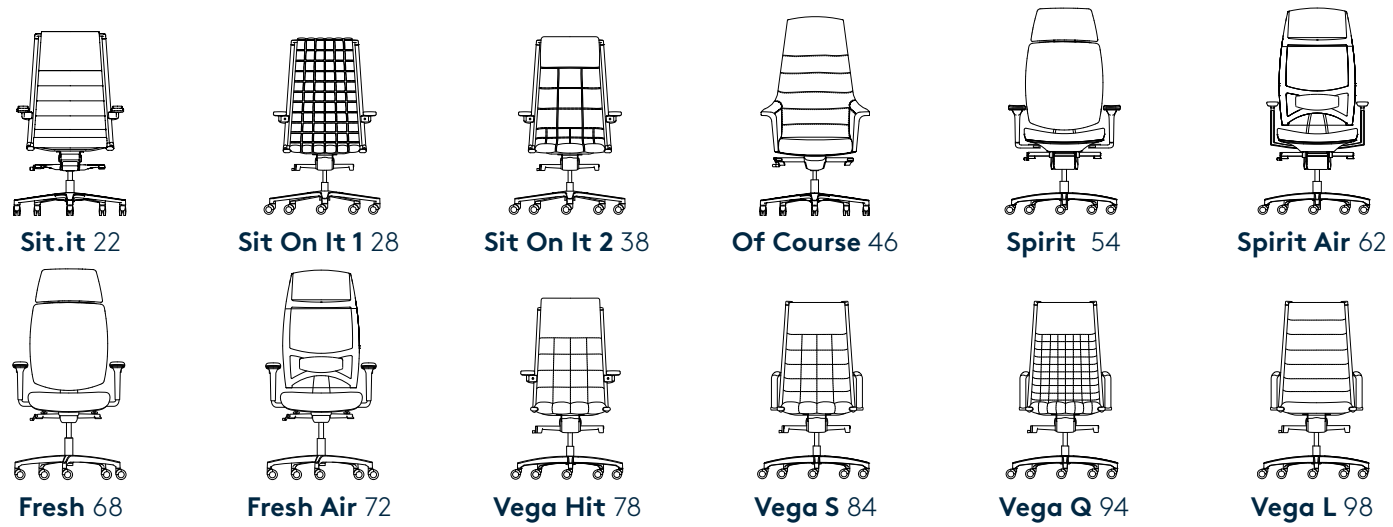 Sit.it 22
Sit On It 1 28
Sit On It 2 38
Of Course 46
Spirit 54
Spirit Air 62
Fresh 68
Fresh Air 72
Vega Hit 78
Vega S 84
Vega Q 94
Vega L 98